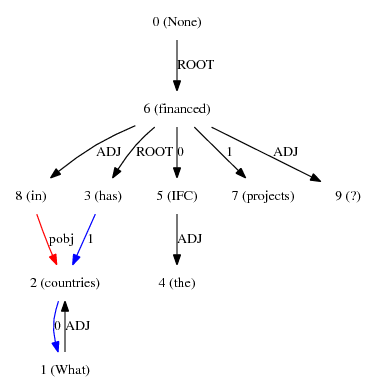 0 (None)
ROOT
6 (financed)
ADJ ROOT 0 1 ADJ
8 (in) 3 (has) 5 (IFC) 7 (projects) 9 (?)
pobj 1 ADJ
2 (countries) 4 (the)
0 ADJ
1 (What)